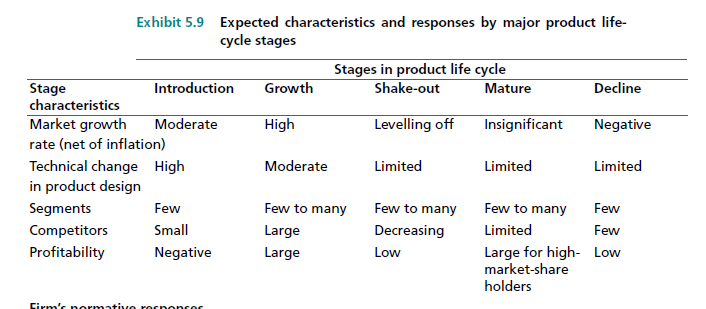 Exhibit 5.9 Expected characteristics and responses by major product life-
cycle stages
Stages in product life cycle
Stage Introduction Growth Shake-out Mature Decline
characteristics
Market growth Moderate High Levelling off Insignificant Negative
rate (net of inflation)
Technical change High Moderate Limited Limited Limited
in product design
Segments Few Few to many Few to many Few to many Few
Competitors Small Large Decreasing Limited Few
Profitability Negative Large Low Large for high- Low
market-share
holders
Firm's normative responses